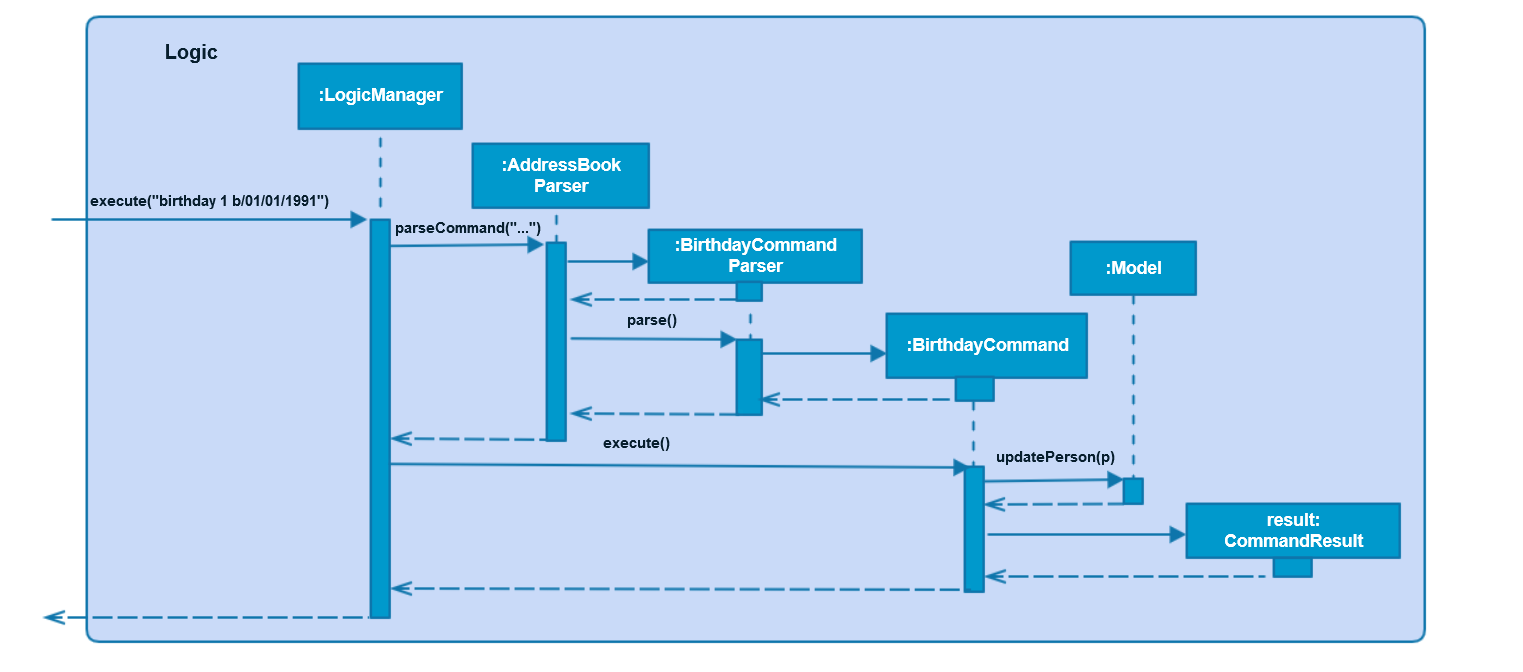 Logic
:LogicManager
:AddressBook
Parser
execute("birthday 1 b/01/01/1991")
parseCommand("...")
:BirthdayCommand
Parser
:Model
parse()
:BirthdayCommand
execute()
updatePerson(p)
result:
CommandResult